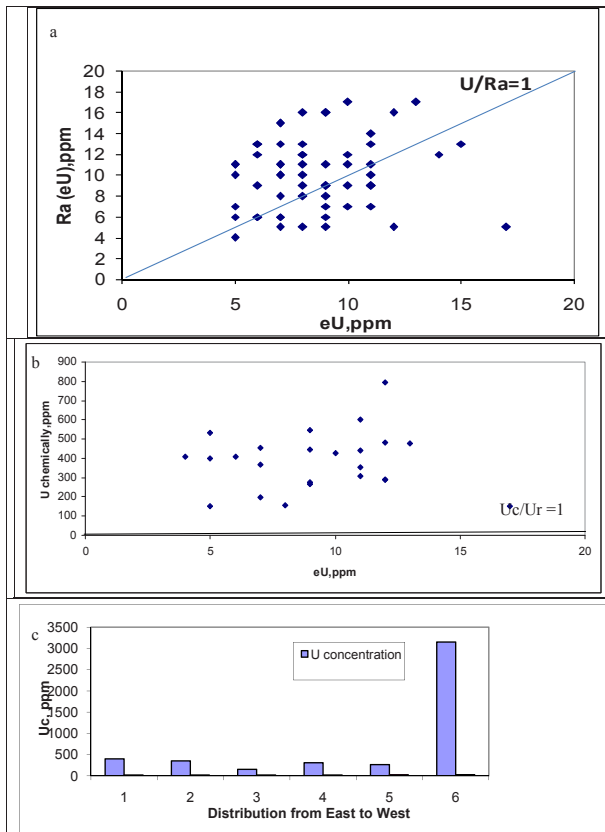 a
U/Ra=1
Ra (eU),ppm
20
18
16
14
12
10
8
6
4
2
0
0 5 10 15 20
eU,ppm
b
U chemically,ppm
900
800
700
600
500
400
300
200
100
0
Uc/Ur =1
0 5 10 15 20
eU,ppm
c
Uc, ppm
3500
3000
2500
2000
1500
1000
500
0
U concentration
1 2 3 4 5 6
Distribution from East to West